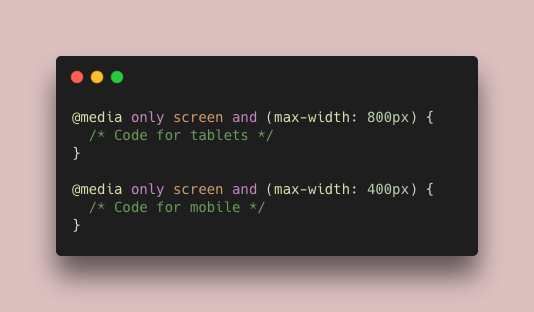 @media only screen and (max-width: 800px) {
  /* Code for tablets */
}
@media only screen and (max-width: 400px) {
  /* Code for mobile */
}